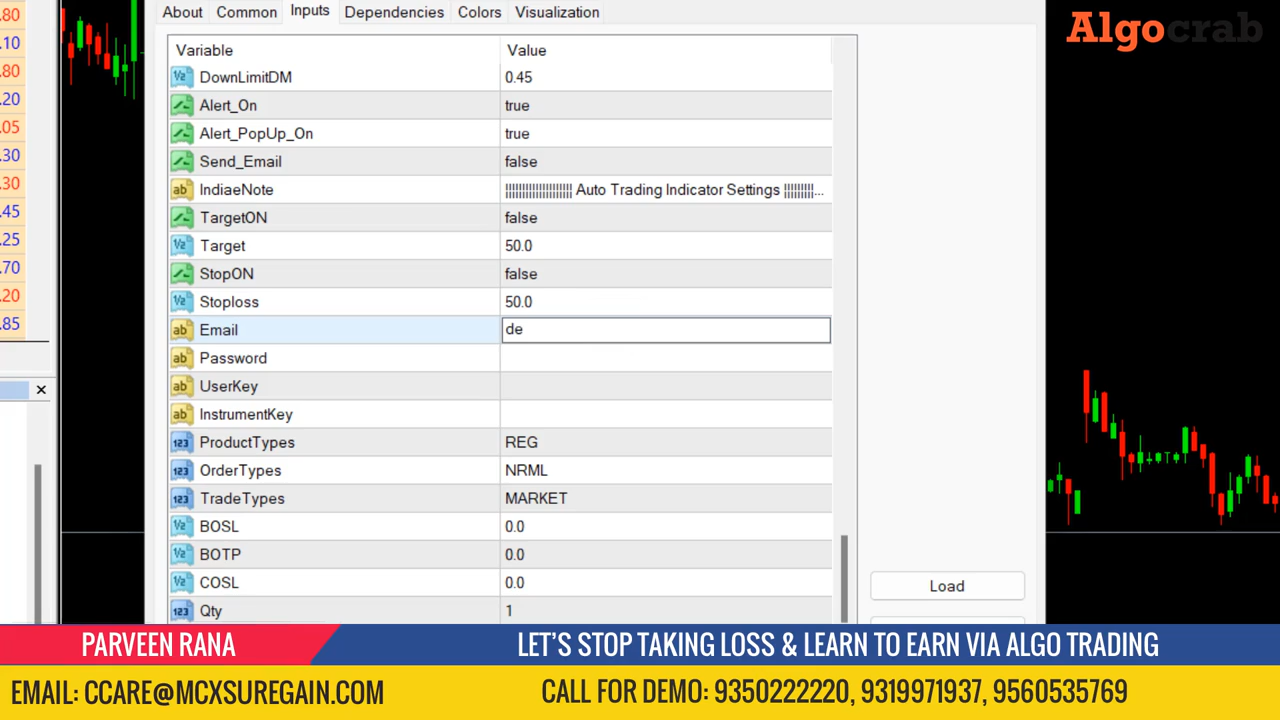 About Common Inputs Dependencies Colors Visualization
Algocrab
Variable Value
DownLimitDM 0.45
Alert_On true
Alert_PopUp_On true
Send_Email false
IndiaeNote ¦¦¦¦¦¦¦¦¦¦¦¦¦¦¦¦¦¦¦¦ Auto Trading Indicator Settings ¦¦¦¦¦¦¦¦¦...
TargetON false
Target 50.0
StopON false
Stoploss 50.0
Email de
Password
UserKey
InstrumentKey
ProductTypes REG
OrderTypes NRML
TradeTypes MARKET
BOSL 0.0
BOTP 0.0
COSL 0.0
Qty 1
Load
.80
.10
.80
.20
.05
.30
.30
.45
.25
.70
.20
.85
PARVEEN RANA
LET'S STOP TAKING LOSS & LEARN TO EARN VIA ALGO TRADING
EMAIL: CCARE@MCXSUREGAIN.COM
CALL FOR DEMO: 9350222220, 9319971937, 9560535769